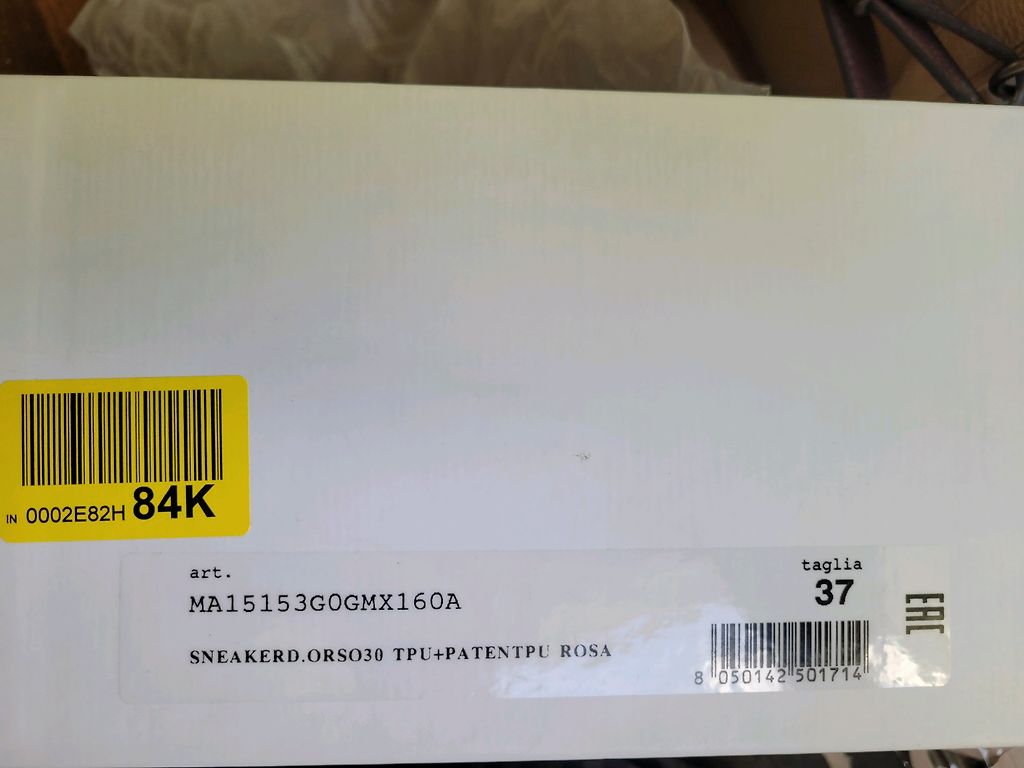 IN 0002E82H 84K
art.
MA15153G0GMX160A
SNEAKERD.ORSO30 TPU+PATENTPU ROSA
taglia
37
8 050142 501714
EAC